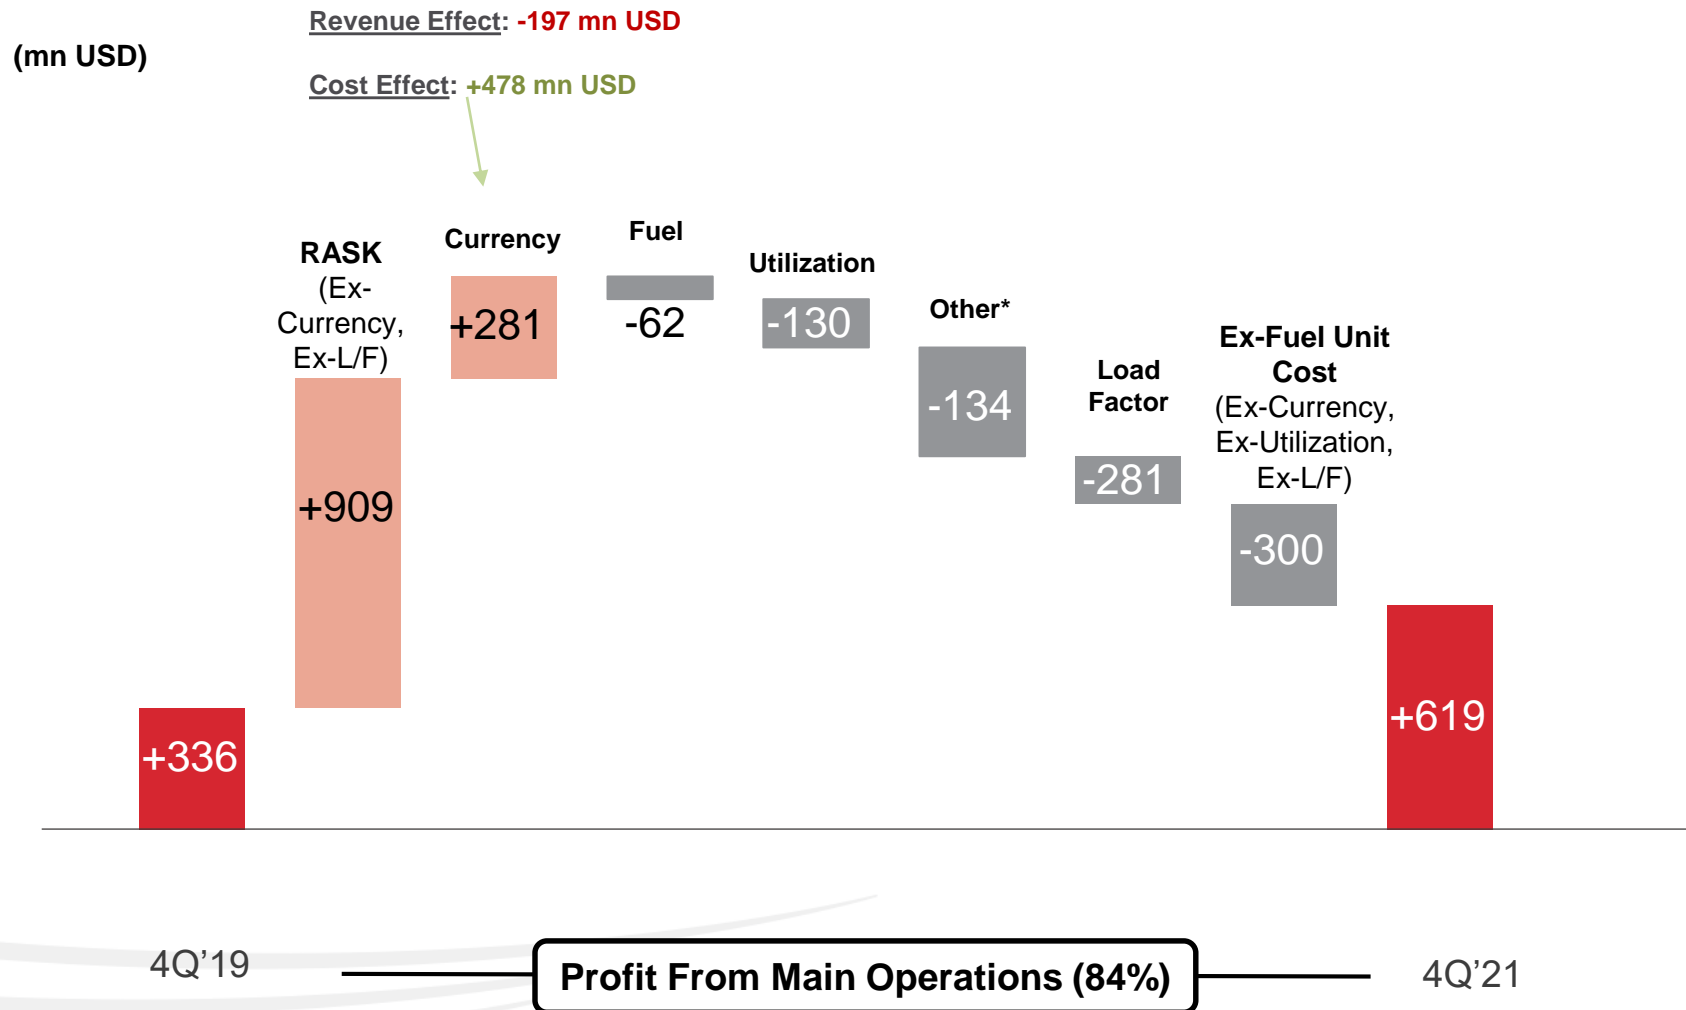 Revenue Effect: -197 mn USD
(mn USD)
Cost Effect: +478 mn USD
RASK
(Ex-
Currency,
Ex-L/F)
+909
Currency
+281
Fuel
-62
Utilization
-130
Other*
-134
Load
Factor
-281
Ex-Fuel Unit
Cost
(Ex-Currency,
Ex-Utilization,
Ex-L/F)
-300
+336
+619
4Q’19
Profit From Main Operations (84%)
4Q’21